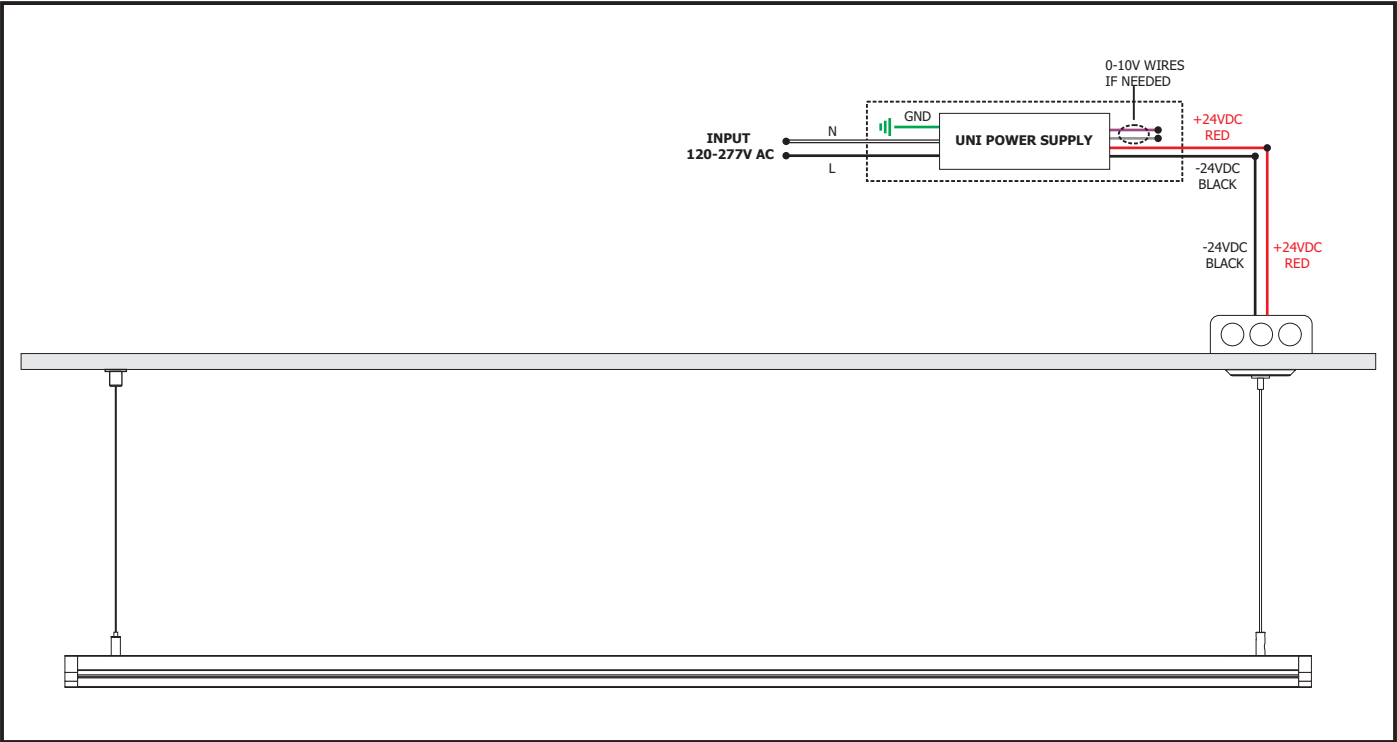 0-10V WIRES
IF NEEDED
GND
+24VDC
RED
N
INPUT
120-277V AC
UNI POWER SUPPLY
L
-24VDC
BLACK
-24VDC
BLACK
+24VDC
RED